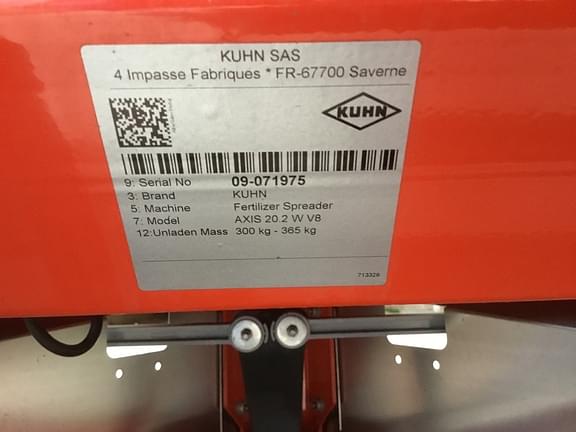 KUHN SAS
4 Impasse Fabriques * FR-67700 Saverne
KUHN
9: Serial No 09-071975
3: Brand KUHN
5: Machine Fertilizer Spreader
7: Model AXIS 20.2 W V8
12:Unladen Mass 300 kg - 365 kg
713328